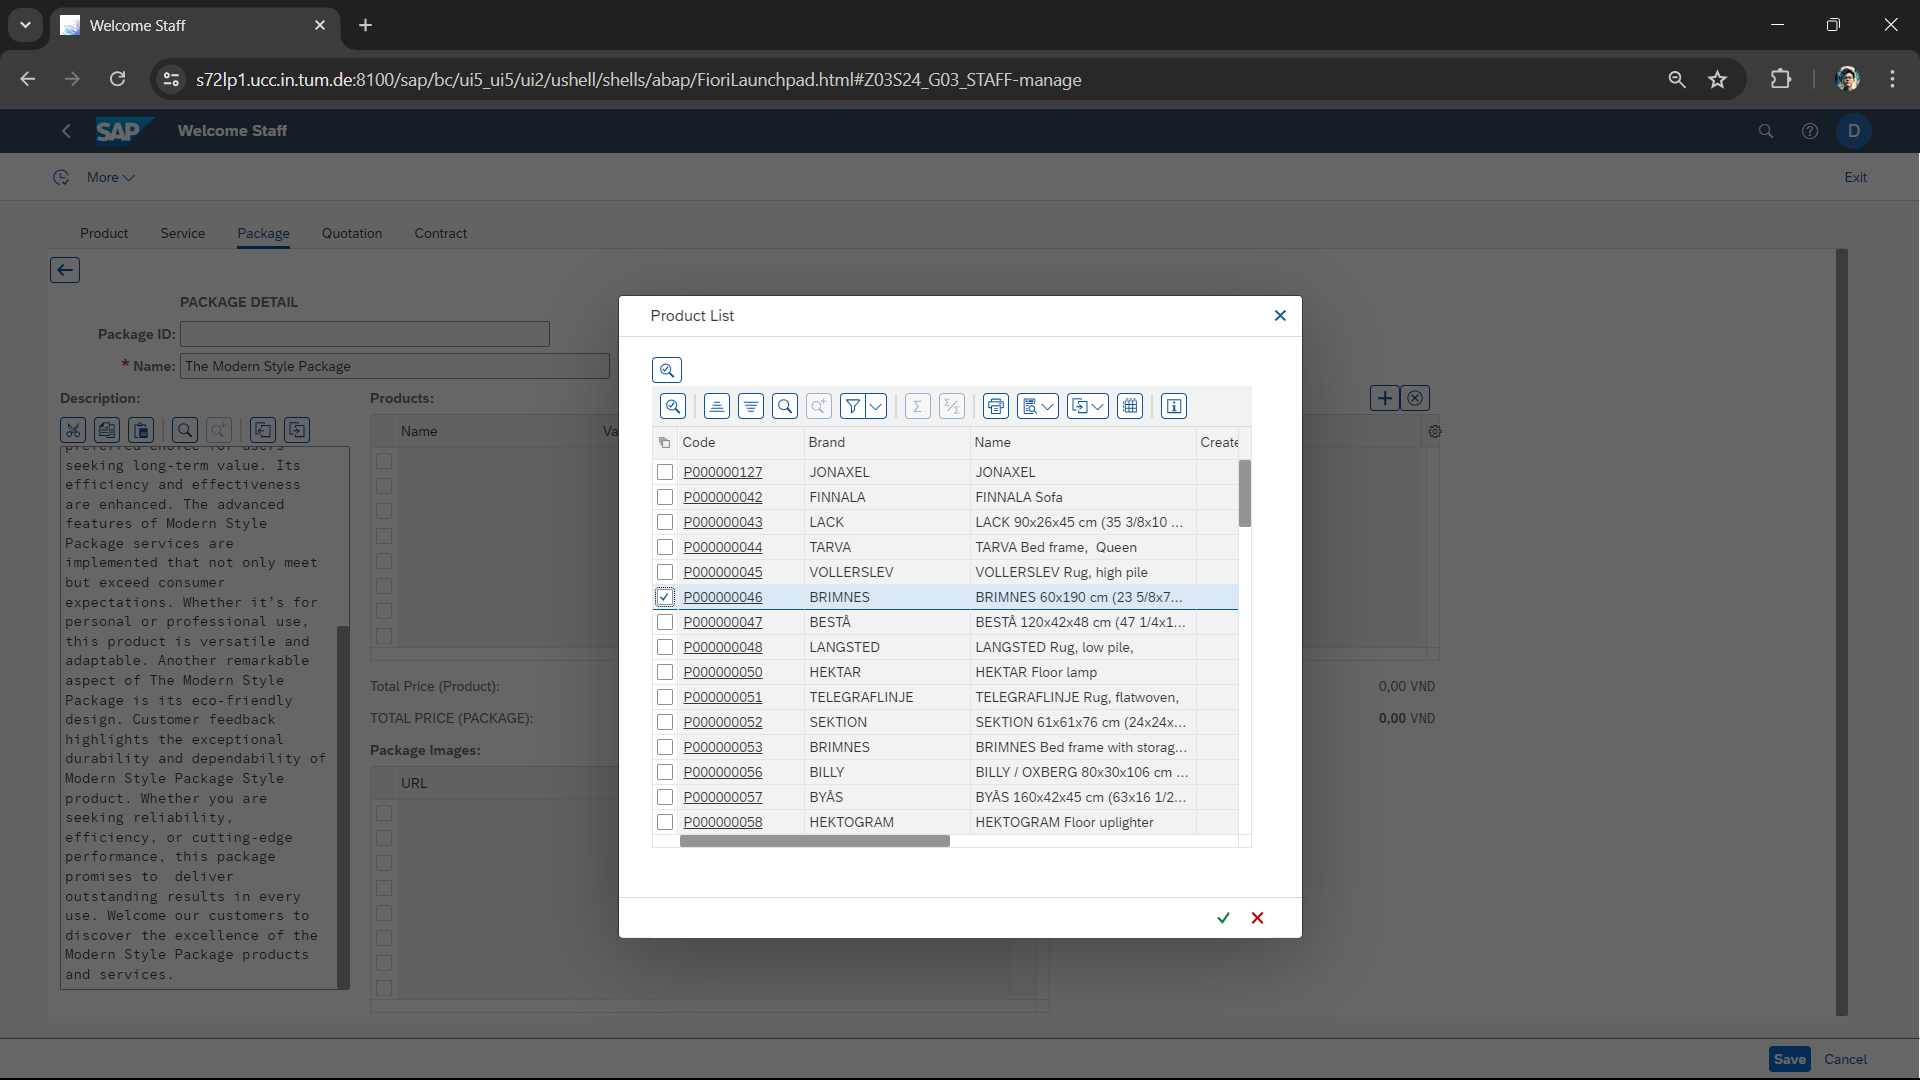 Welcome Staff
s72lp1.ucc.in.tum.de:8100/sap/bc/ui5_ui5/ui2/ushell/shells/abap/FioriLaunchpad.html#Z03S24_G03_STAFF-manage
SAP Welcome Staff D
More Exit
Product Service Package Quotation Contract
PACKAGE DETAIL
Package ID:
* Name: The Modern Style Package
Description:
seeking long-term value. Its
efficiency and effectiveness
are enhanced. The advanced
features of Modern Style
Package services are
implemented that not only meet
but exceed consumer
expectations. Whether it's for
personal or professional use,
this product is versatile and
adaptable. Another remarkable
aspect of The Modern Style
Package is its eco-friendly
design. Customer feedback
highlights the exceptional
durability and dependability of
Modern Style Package Style
product. Whether you are
seeking reliability,
efficiency, or cutting-edge
performance, this package
promises to  deliver
outstanding results in every
use. Welcome our customers to
discover the excellence of the
Modern Style Package products
and services.
Products:
Name Va
Total Price (Product): 0,00 VND
TOTAL PRICE (PACKAGE): 0,00 VND
Package Images:
URL
Product List
Code Brand Name Create
P000000127 JONAXEL JONAXEL
P000000042 FINNALA FINNALA Sofa
P000000043 LACK LACK 90x26x45 cm (35 3/8x10 ...
P000000044 TARVA TARVA Bed frame,  Queen
P000000045 VOLLERSLEV VOLLERSLEV Rug, high pile
P000000046 BRIMNES BRIMNES 60x190 cm (23 5/8x7...
P000000047 BESTÅ BESTÅ 120x42x48 cm (47 1/4x1...
P000000048 LANGSTED LANGSTED Rug, low pile,
P000000050 HEKTAR HEKTAR Floor lamp
P000000051 TELEGRAFLINJE TELEGRAFLINJE Rug, flatwoven,
P000000052 SEKTION SEKTION 61x61x76 cm (24x24x...
P000000053 BRIMNES BRIMNES Bed frame with storag...
P000000056 BILLY BILLY / OXBERG 80x30x106 cm ...
P000000057 BYÅS BYÅS 160x42x45 cm (63x16 1/2...
P000000058 HEKTOGRAM HEKTOGRAM Floor uplighter
Save Cancel